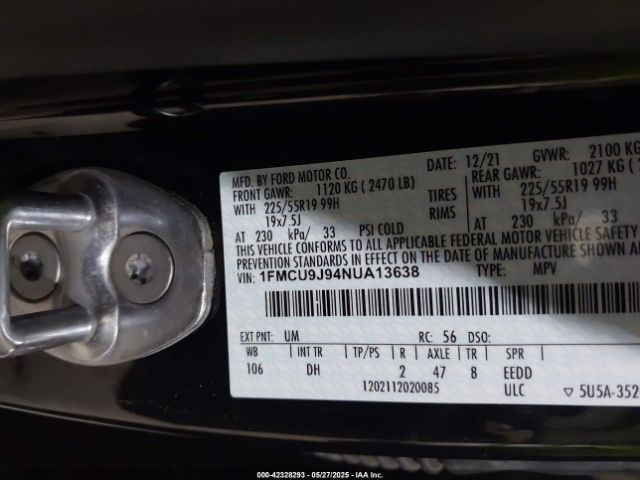 MFD. BY FORD MOTOR CO. DATE: 12/21 GVWR: 2100 KG
FRONT GAWR: 1120 KG ( 2470 LB) REAR GAWR: 1027 KG (
WITH 225/55R19 99H TIRES WITH 225/55R19 99H
19x7.5J RIMS 19x7.5J
AT 230 kPa/ 33 PSI COLD AT 230 kPa/ 33
THIS VEHICLE CONFORMS TO ALL APPLICABLE FEDERAL MOTOR VEHICLE SAFETY
PREVENTION STANDARDS IN EFFECT ON THE DATE OF MANUFACTURE
VIN: 1FMCU9J94NUA13638 TYPE: MPV
EXT PNT: UM RC: 56 DSO:
WB INT TR TP/PS R AXLE TR SPR
106 DH 2 47 8 EEDD
1202112020085 ULC ▽ 5U5A-352
000-42328293 — 05/27/2025 — IAAI.COM